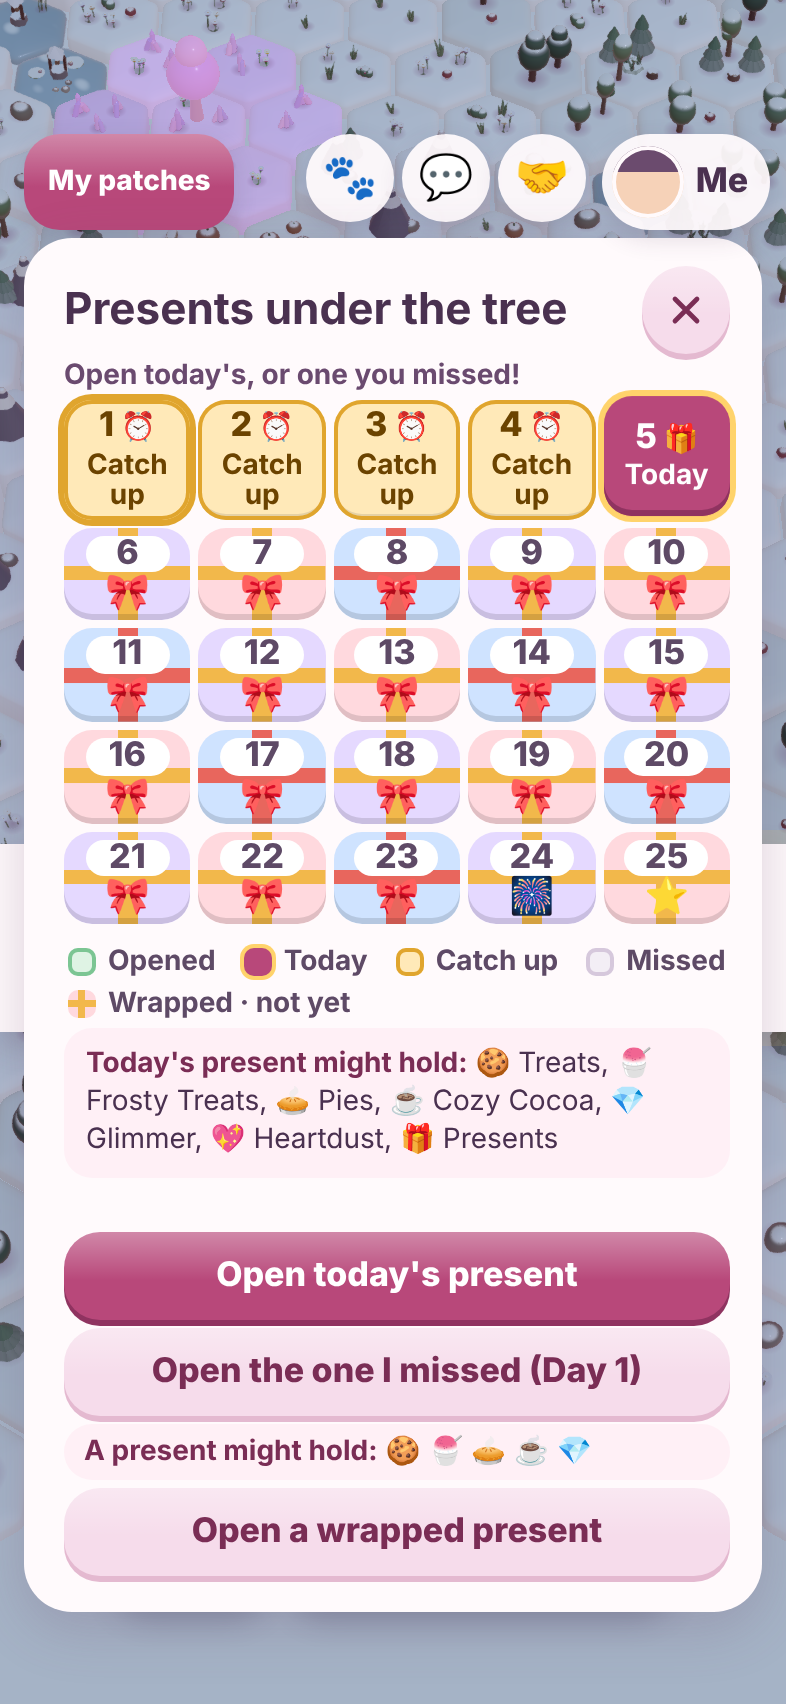 My patches
Me
Presents under the tree
Open today's, or one you missed!
1 Catch up
2 Catch up
3 Catch up
4 Catch up
5 Today
6 7 8 9 10
11 12 13 14 15
16 17 18 19 20
21 22 23 24 25
Opened Today Catch up Missed
Wrapped · not yet
Today's present might hold: 🍪 Treats, 🍧
Frosty Treats, 🥧 Pies, ☕ Cozy Cocoa, 💎
Glimmer, 💖 Heartdust, 🎁 Presents
Open today's present
Open the one I missed (Day 1)
A present might hold: 🍪 🍧 🥧 ☕ 💎
Open a wrapped present